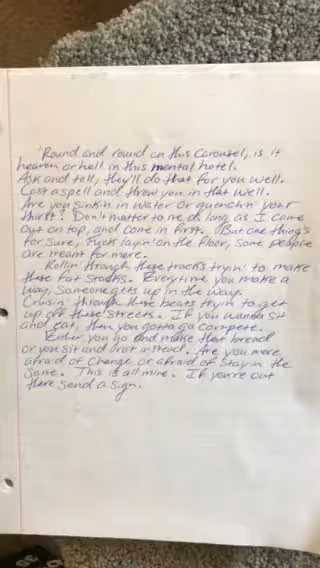 'Round and round on this Carousel, is it
heaven or hell in this mental hotel.
Ask and tell, they'll do that for you well.
Cast a spell and throw you in that well.
Are you sinkin' in water or quenchin' your
thirst? Don't matter to me as long as I come
out on top, and come in first. But one thing's
for sure, Fuck layin' on the floor, some people
are meant for more.
Rollin' through these tracks tryin' to make
these fat stacks. Everytime you make a
way, Someone gets up in the way.
Cruisin' through these beats tryin to get
up off these streets. If you wanna sit
and eat, then you gotta go compete.
Either you go and make that bread
or you sit and rot instead. Are you more
afraid of change or afraid of stayin the
same. This is all mine. If you're out
there send a sign.